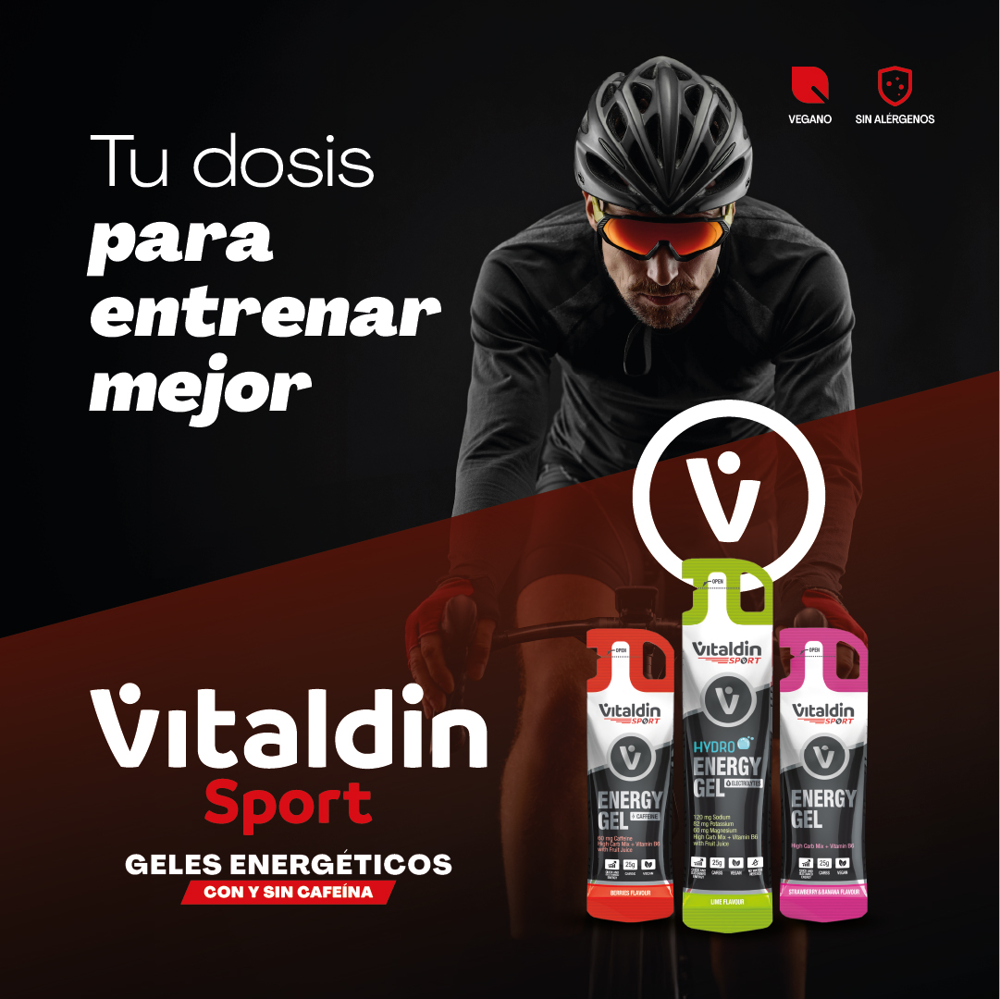 VEGANO
SIN ALÉRGENOS
Tu dosis
para
entrenar
mejor
Vitaldin
Sport
GELES ENERGÉTICOS
CON Y SIN CAFEÍNA
OPEN
Vitaldin
SPORT
ENERGY
GEL
+ CAFFEINE
60 mg Caffeine
High Carb Mix + Vitamin B6
with Fruit Juice
25g
CARBS
VEGAN
BERRIES FLAVOUR
OPEN
Vitaldin
SPORT
HYDRO
ENERGY
GEL
ELECTROLYTES
120 mg Sodium
82 mg Potassium
60 mg Magnesium
High Carb Mix + Vitamin B6
with Fruit Juice
25g
CARBS
VEGAN
LIME FLAVOUR
OPEN
Vitaldin
SPORT
ENERGY
GEL
High Carb Mix + Vitamin B6
25g
CARBS
VEGAN
STRAWBERRY & BANANA FLAVOUR